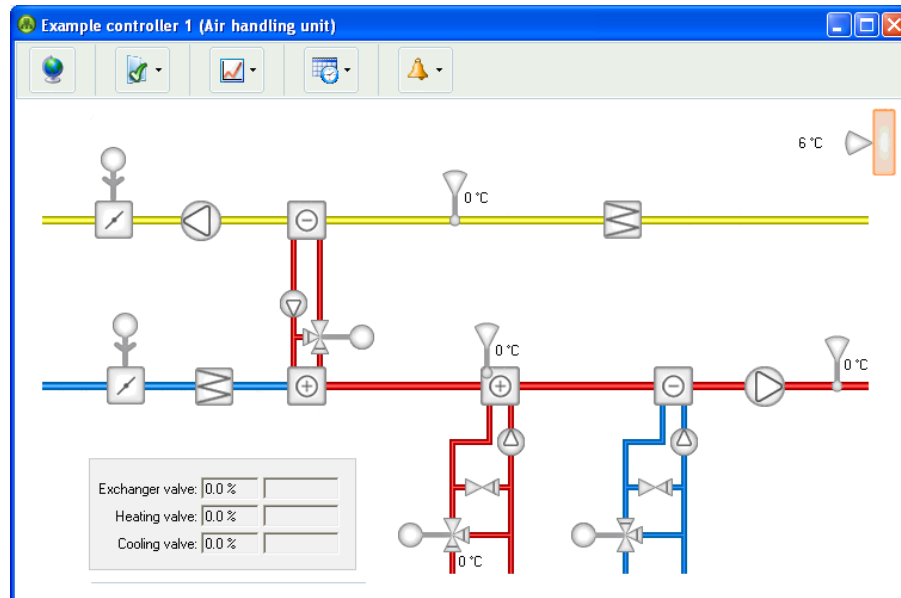 Example controller 1 (Air handling unit)
6 °C
0 °C
0 °C
0 °C
Exchanger valve: 0.0 %
Heating valve: 0.0 %
Cooling valve: 0.0 %
0 °C